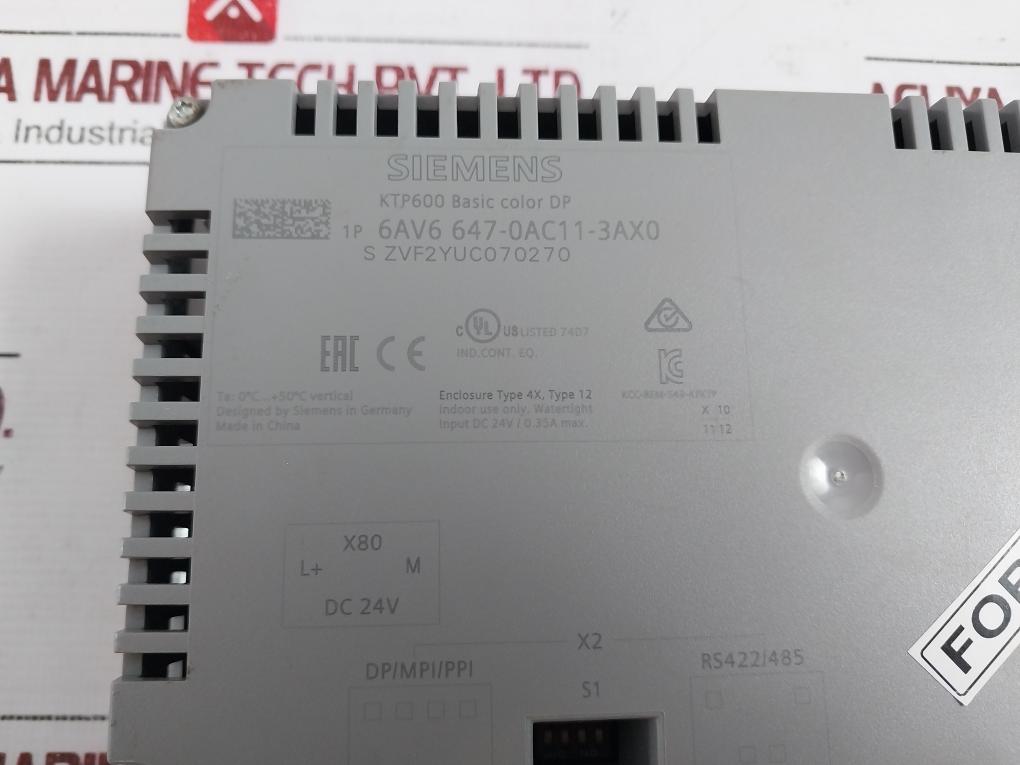 A MARINE TECH PVT. LTD
& Industria
SIEMENS
KTP600 Basic color DP
1P 6AV6 647-0AC11-3AX0
S ZVF2YUC070270
EAC CE
c UL US LISTED 74D7
IND.CONT. EQ.
Ta: 0°C...+50°C vertical
Designed by Siemens in Germany
Made in China
Enclosure Type 4X, Type 12
Indoor use only, Watertight
Input DC 24V / 0.35A max.
X 10
11 12
X80
L+ M
DC 24V
X2
DP/MPI/PPI
RS422/485
S1
FOR